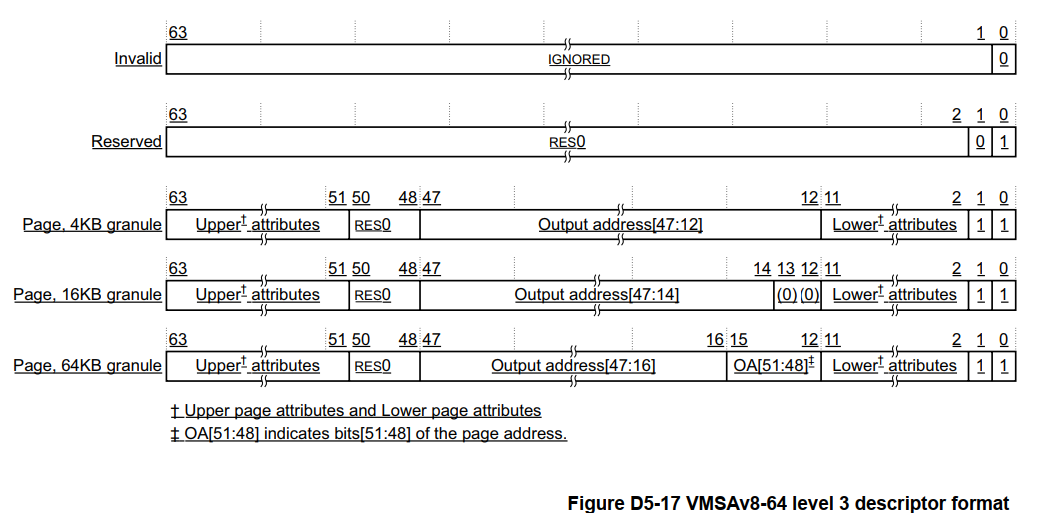 63 1 0
Invalid IGNORED 0
63 2 1 0
Reserved RES0 0 1
63 51 50 48 47 12 11 2 1 0
Page, 4KB granule Upper† attributes RES0 Output address[47:12] Lower† attributes 1 1
63 51 50 48 47 14 13 12 11 2 1 0
Page, 16KB granule Upper† attributes RES0 Output address[47:14] (0) (0) Lower† attributes 1 1
63 51 50 48 47 16 15 12 11 2 1 0
Page, 64KB granule Upper† attributes RES0 Output address[47:16] OA[51:48]‡ Lower† attributes 1 1
† Upper page attributes and Lower page attributes
‡ OA[51:48] indicates bits[51:48] of the page address.
Figure D5-17 VMSAv8-64 level 3 descriptor format